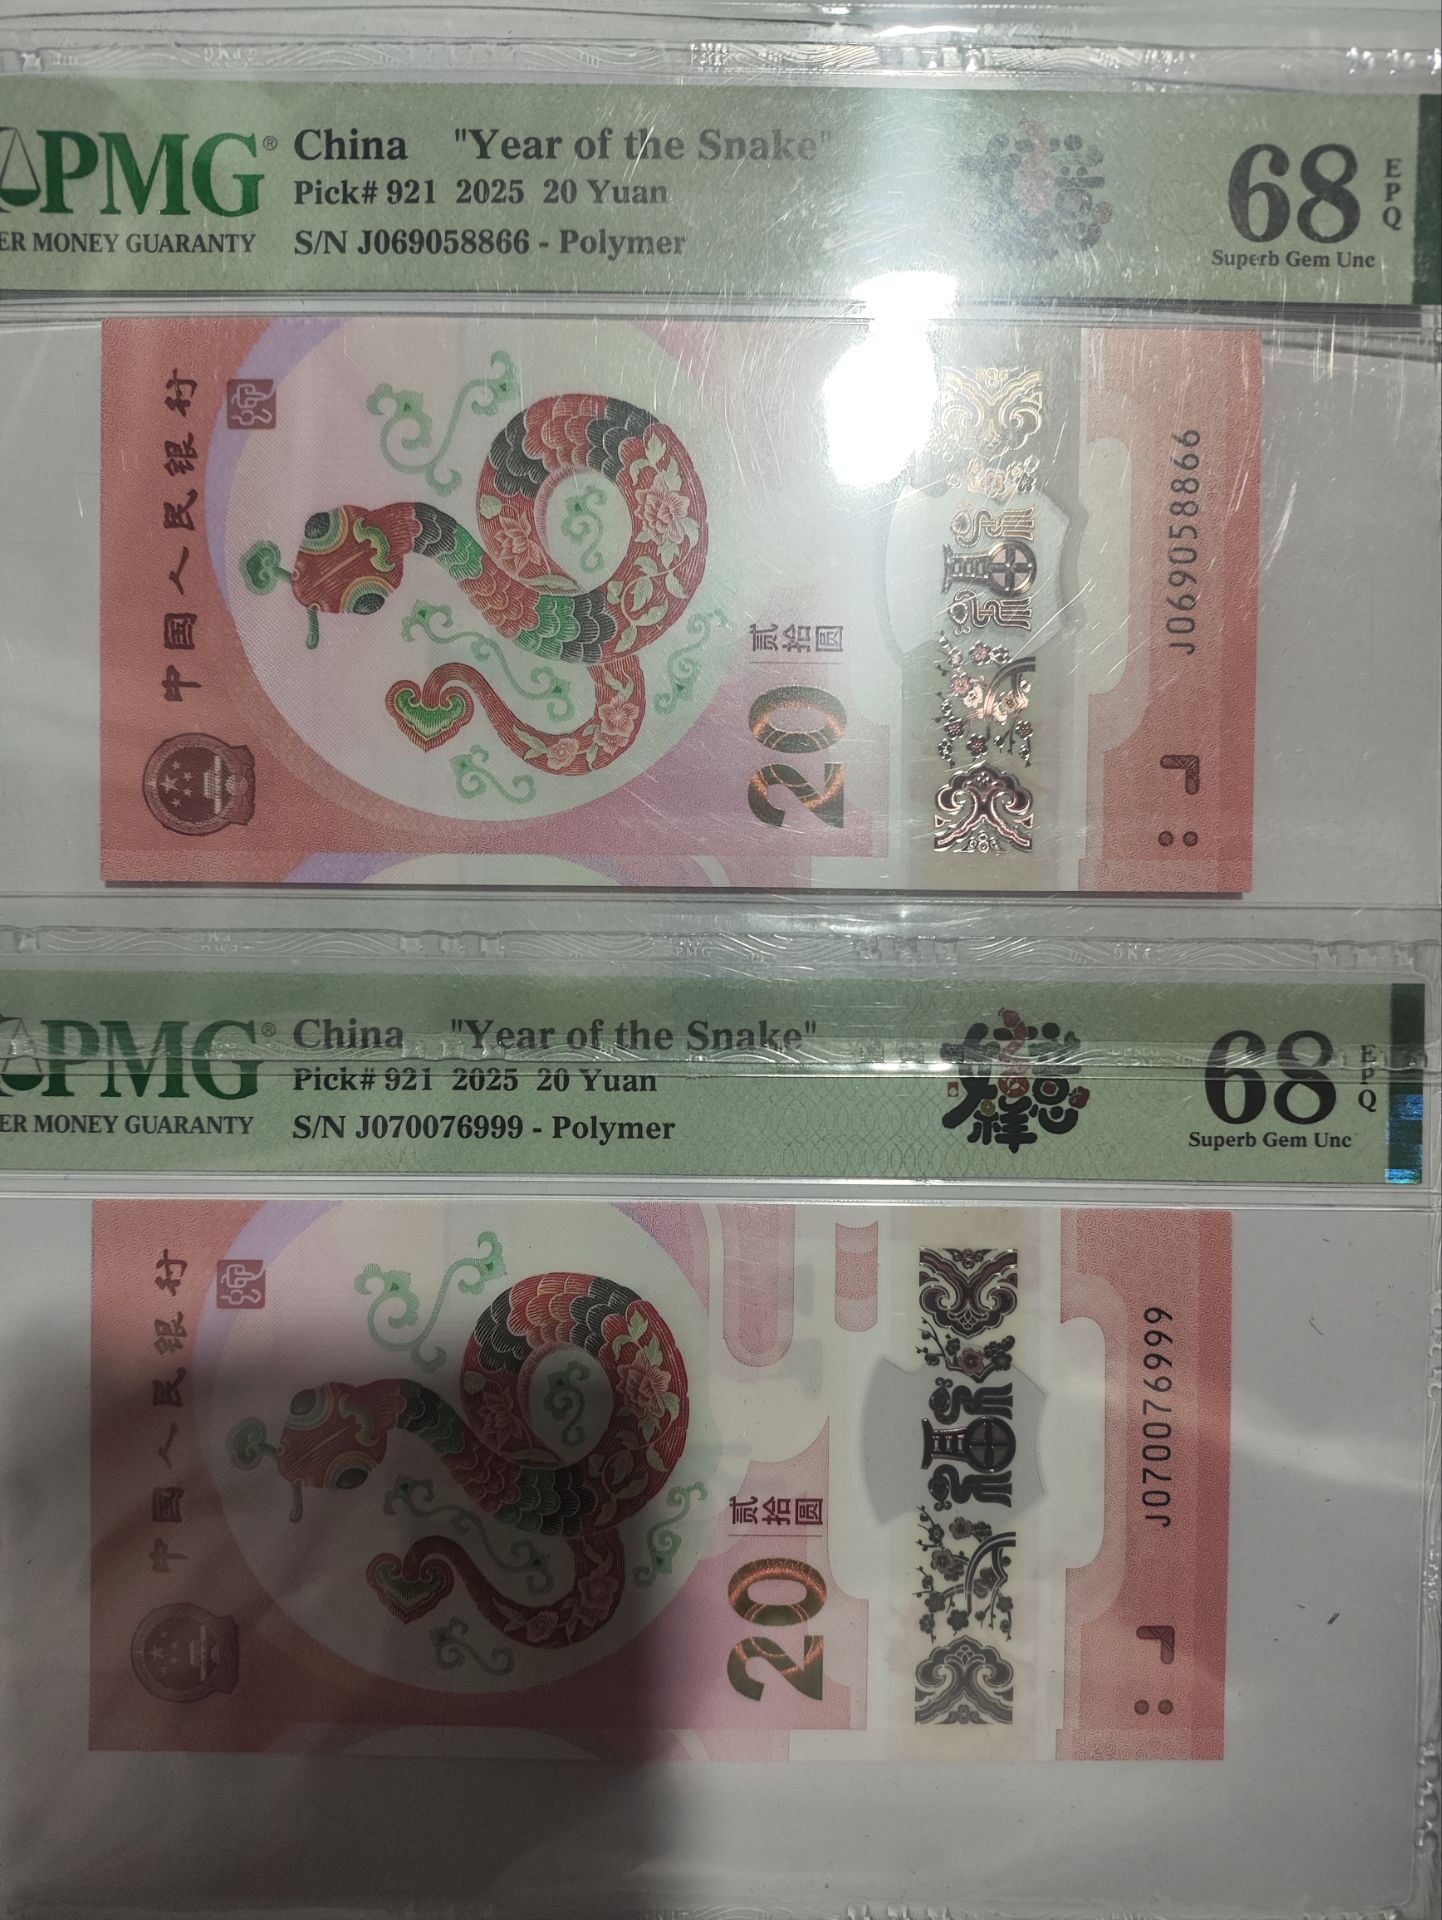 PMG® China "Year of the Snake"
Pick# 921 2025 20 Yuan
ER MONEY GUARANTY S/N J069058866 - Polymer
68 EPQ
Superb Gem Unc
中国人民银行
贰拾圆
20
福
J069058866
PMG
PMG® China "Year of the Snake"
Pick# 921 2025 20 Yuan
ER MONEY GUARANTY S/N J070076999 - Polymer
68 EPQ
Superb Gem Unc
中国人民银行
贰拾圆
20
福
J070076999